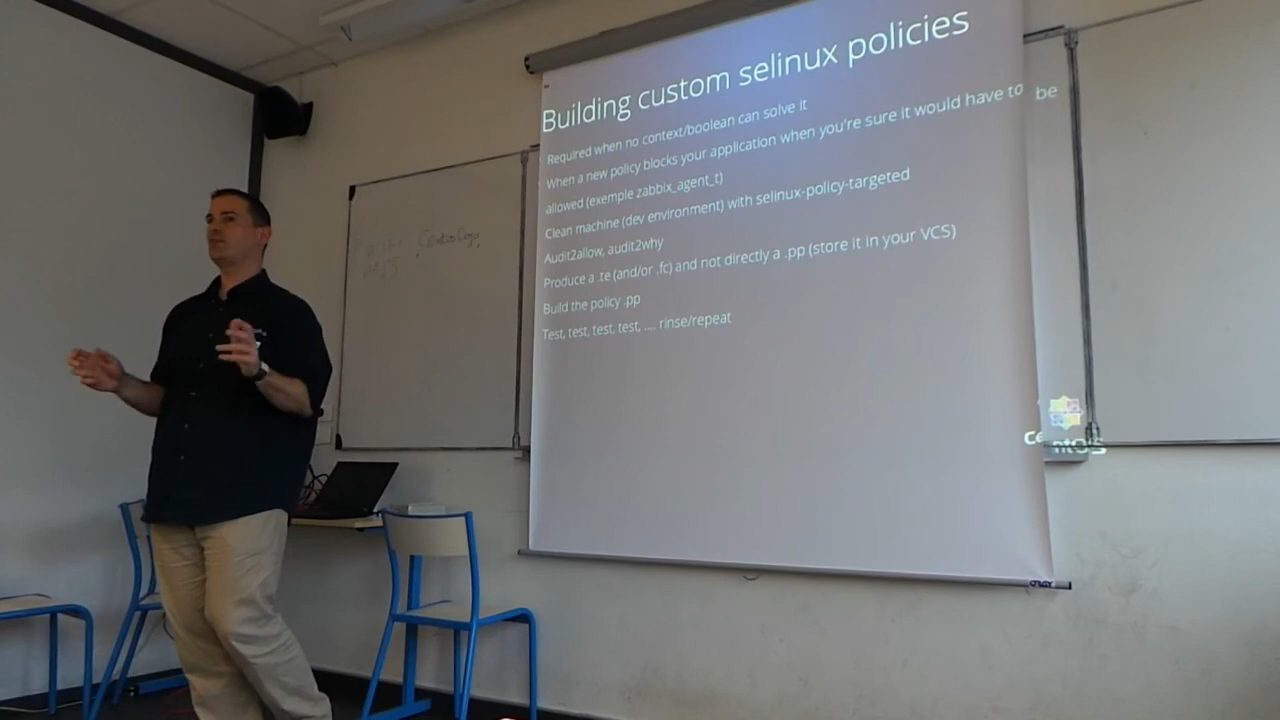 Building custom selinux policies
Required when no context/boolean can solve it
When a new policy blocks your application when you're sure it would have to be
allowed (exemple zabbix_agent_t)
Clean machine (dev environment) with selinux-policy-targeted
Audit2allow, audit2why
Produce a .te (and/or .fc) and not directly a .pp (store it in your VCS)
Build the policy .pp
Test, test, test, test, .... rinse/repeat
CentOS